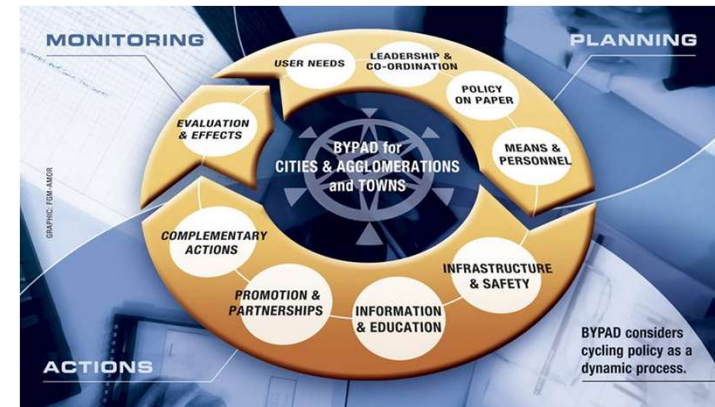 MONITORING
PLANNING
USER NEEDS
LEADERSHIP &
CO-ORDINATION
POLICY
ON PAPER
MEANS &
PERSONNEL
EVALUATION
& EFFECTS
BYPAD for
CITIES & AGGLOMERATIONS
and TOWNS
GRAPHIC: FGM-AMOR
COMPLEMENTARY
ACTIONS
INFRASTRUCTURE
& SAFETY
PROMOTION &
PARTNERSHIPS
INFORMATION
& EDUCATION
BYPAD considers
cycling policy as a
dynamic process.
ACTIONS